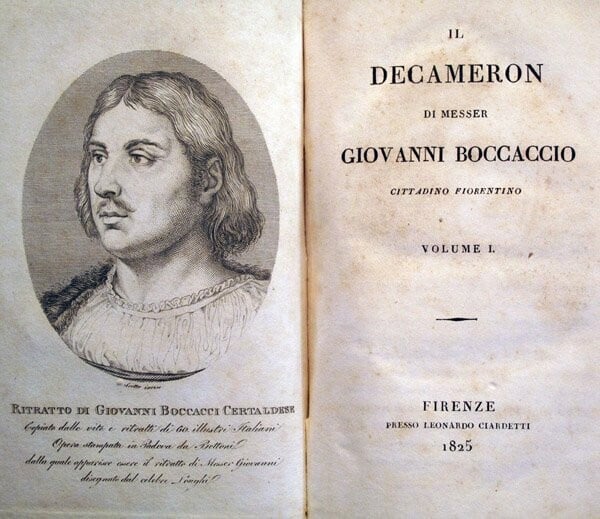 RITRATTO DI GIOVANNI BOCCACCI CERTALDESE
Copiato dalle vite e ritratti di 60 illustri Italiani
Opera stampata in Padova da Bettoni
dalla quale apparisce essere il ritratto di Messer Giovanni
disegnato dal celebre Longhi
IL
DECAMERON
DI MESSER
GIOVANNI BOCCACCIO
CITTADINO FIORENTINO
VOLUME I.
FIRENZE
PRESSO LEONARDO CIARDETTI
1825